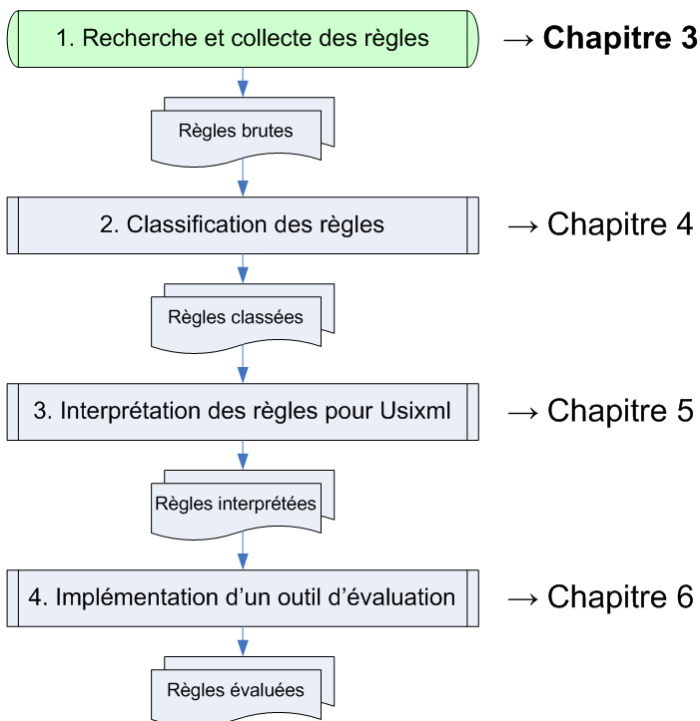 1. Recherche et collecte des règles → Chapitre 3
Règles brutes
2. Classification des règles → Chapitre 4
Règles classées
3. Interprétation des règles pour Usixml → Chapitre 5
Règles interprétées
4. Implémentation d'un outil d'évaluation → Chapitre 6
Règles évaluées